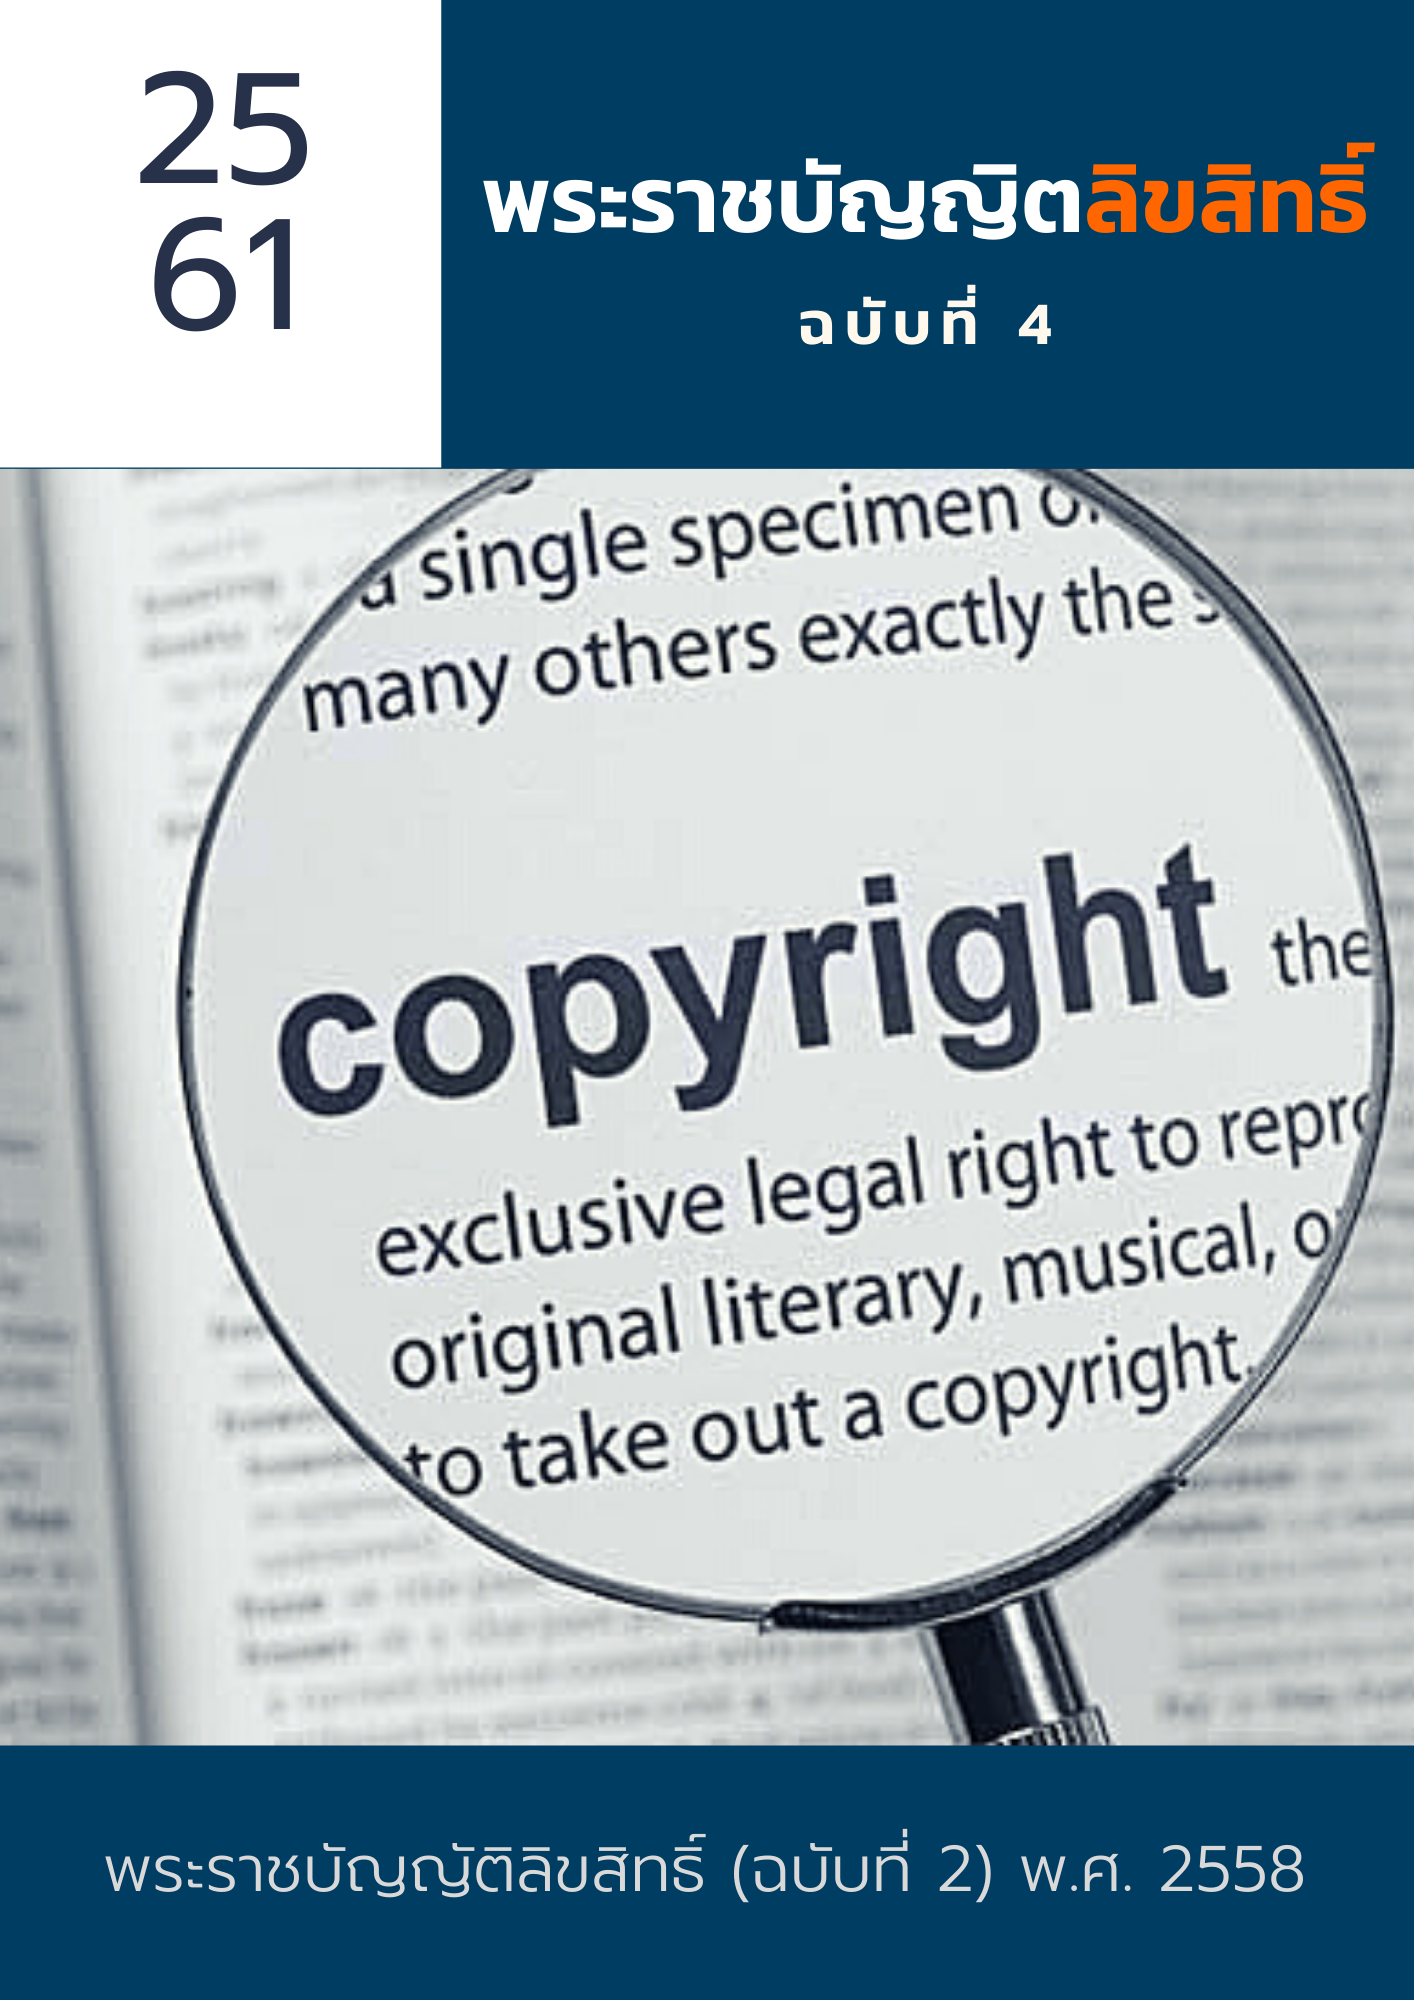 25
61
พระราชบัญญิตลิขสิทธิ์
ฉบับที่ 4
a single specimen
many others exactly the
copyright the
exclusive legal right to
original literary, musical,
to take out a copyright.
พระราชบัญญัติลิขสิทธิ์ (ฉบับที่ 2) พ.ศ. 2558